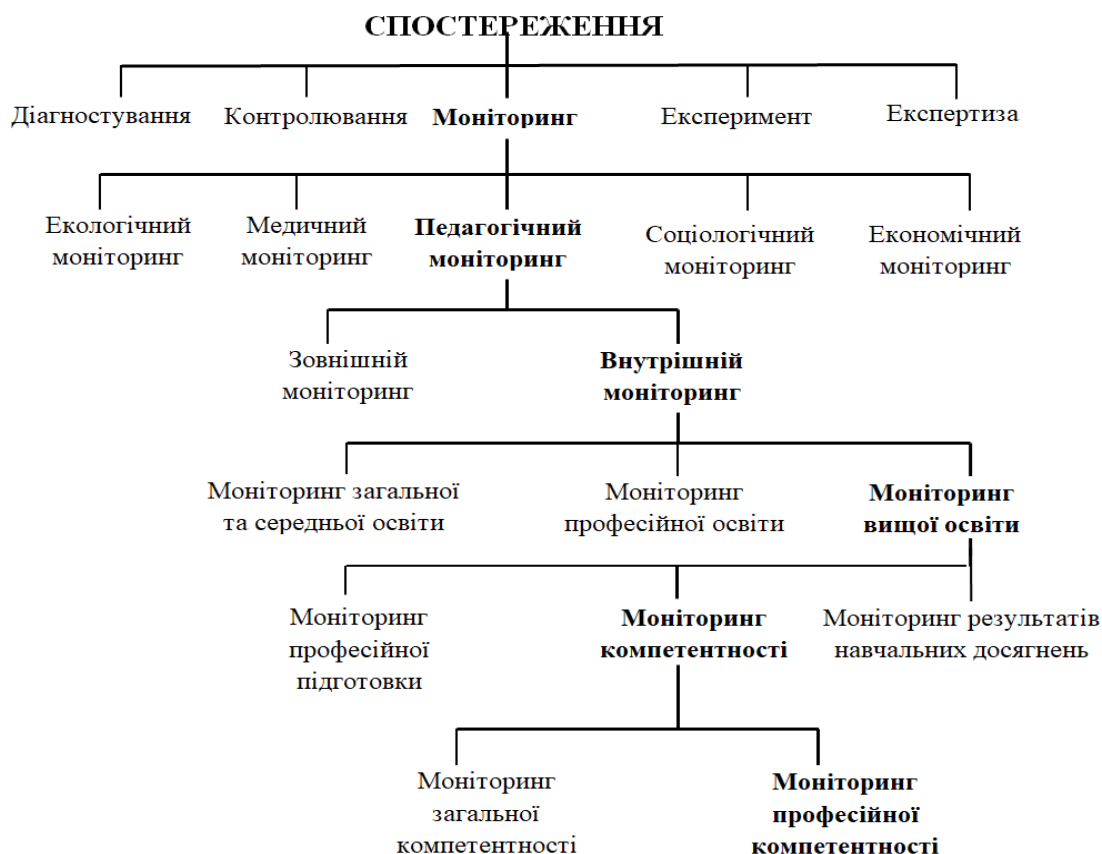 СПОСТЕРЕЖЕННЯ
Діагностування
Контролювання
Моніторинг
Експеримент
Експертиза
Екологічний
моніторинг
Медичний
моніторинг
Педагогічний
моніторинг
Соціологічний
моніторинг
Економічний
моніторинг
Зовнішній
моніторинг
Внутрішній
моніторинг
Моніторинг загальної
та середньої освіти
Моніторинг
професійної освіти
Моніторинг
вищої освіти
Моніторинг
професійної
підготовки
Моніторинг
компетентності
Моніторинг результатів
навчальних досягнень
Моніторинг
загальної
компетентності
Моніторинг
професійної
компетентності